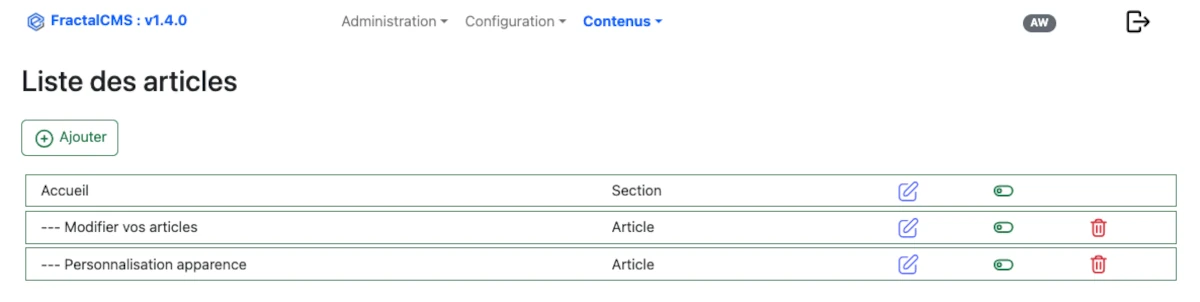 FractalCMS : v1.4.0 Administration Configuration Contenus AW
Liste des articles
Ajouter
Accueil Section
--- Modifier vos articles Article
--- Personnalisation apparence Article